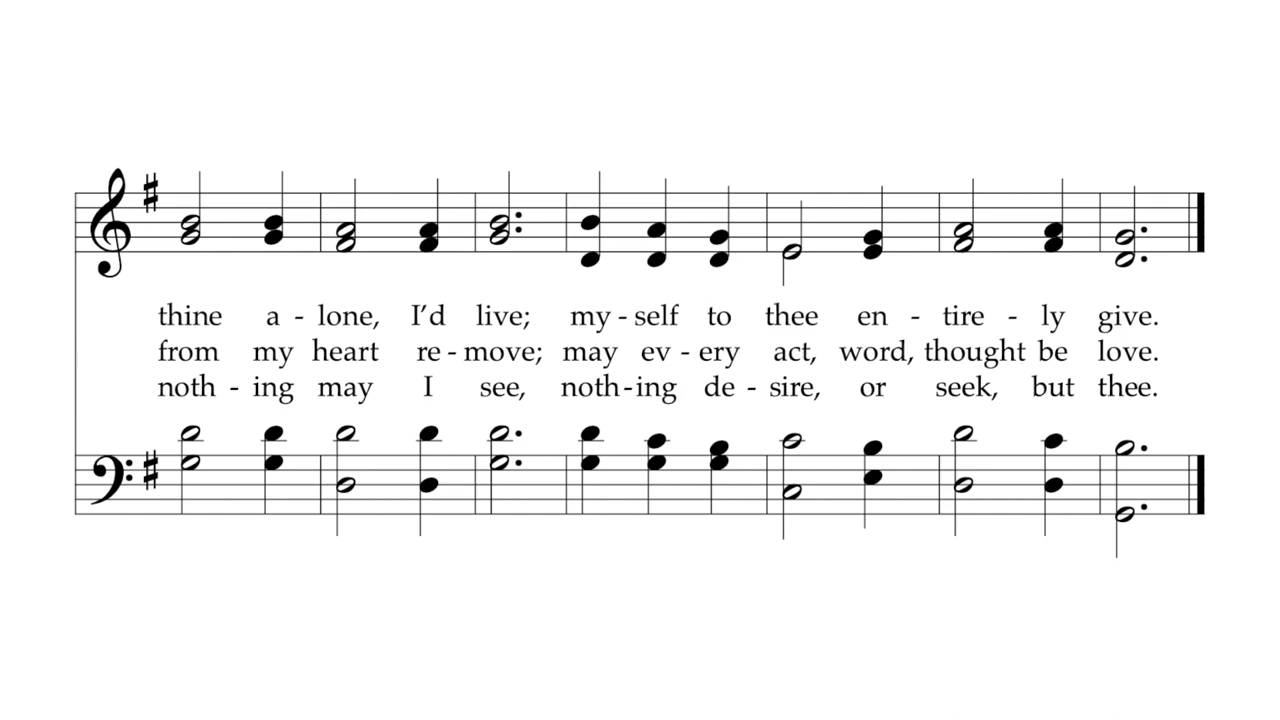 thine a - lone, I'd live; my - self to thee en - tire - ly give.
from my heart re - move; may ev - ery act, word, thought be love.
noth - ing may I see, noth - ing de - sire, or seek, but thee.